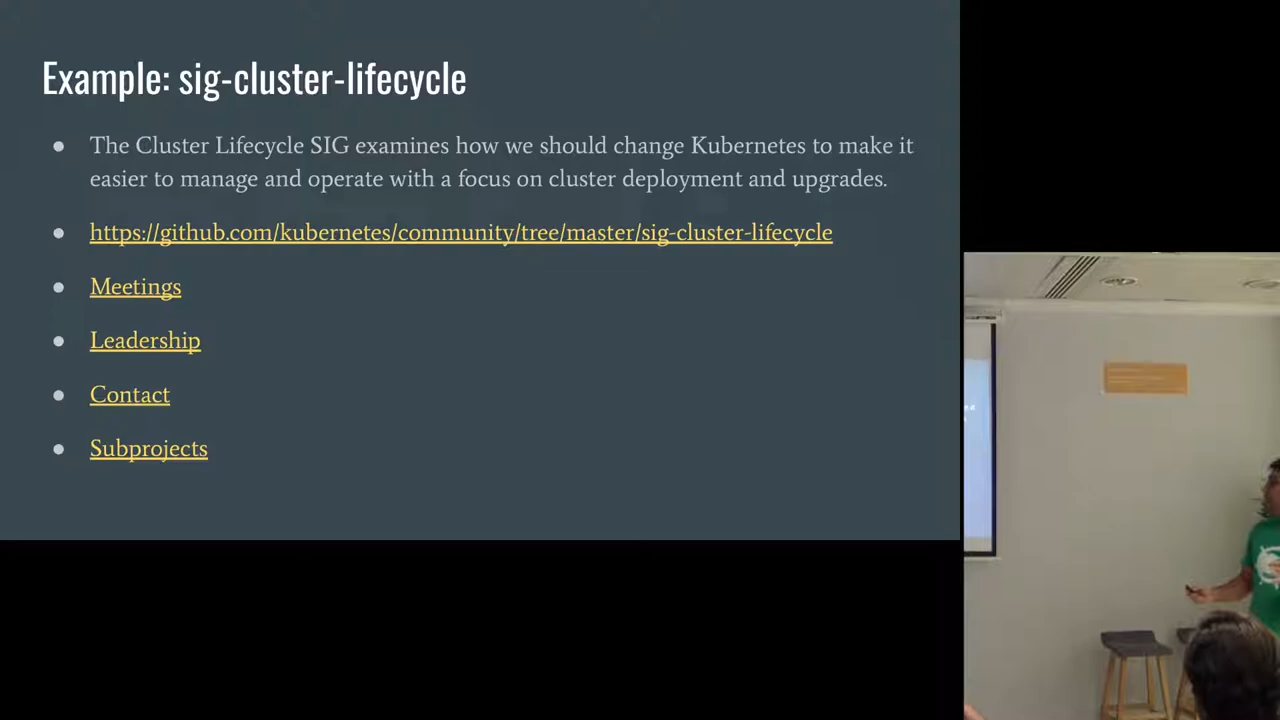 Example: sig-cluster-lifecycle
The Cluster Lifecycle SIG examines how we should change Kubernetes to make it
easier to manage and operate with a focus on cluster deployment and upgrades.
https://github.com/kubernetes/community/tree/master/sig-cluster-lifecycle
Meetings
Leadership
Contact
Subprojects